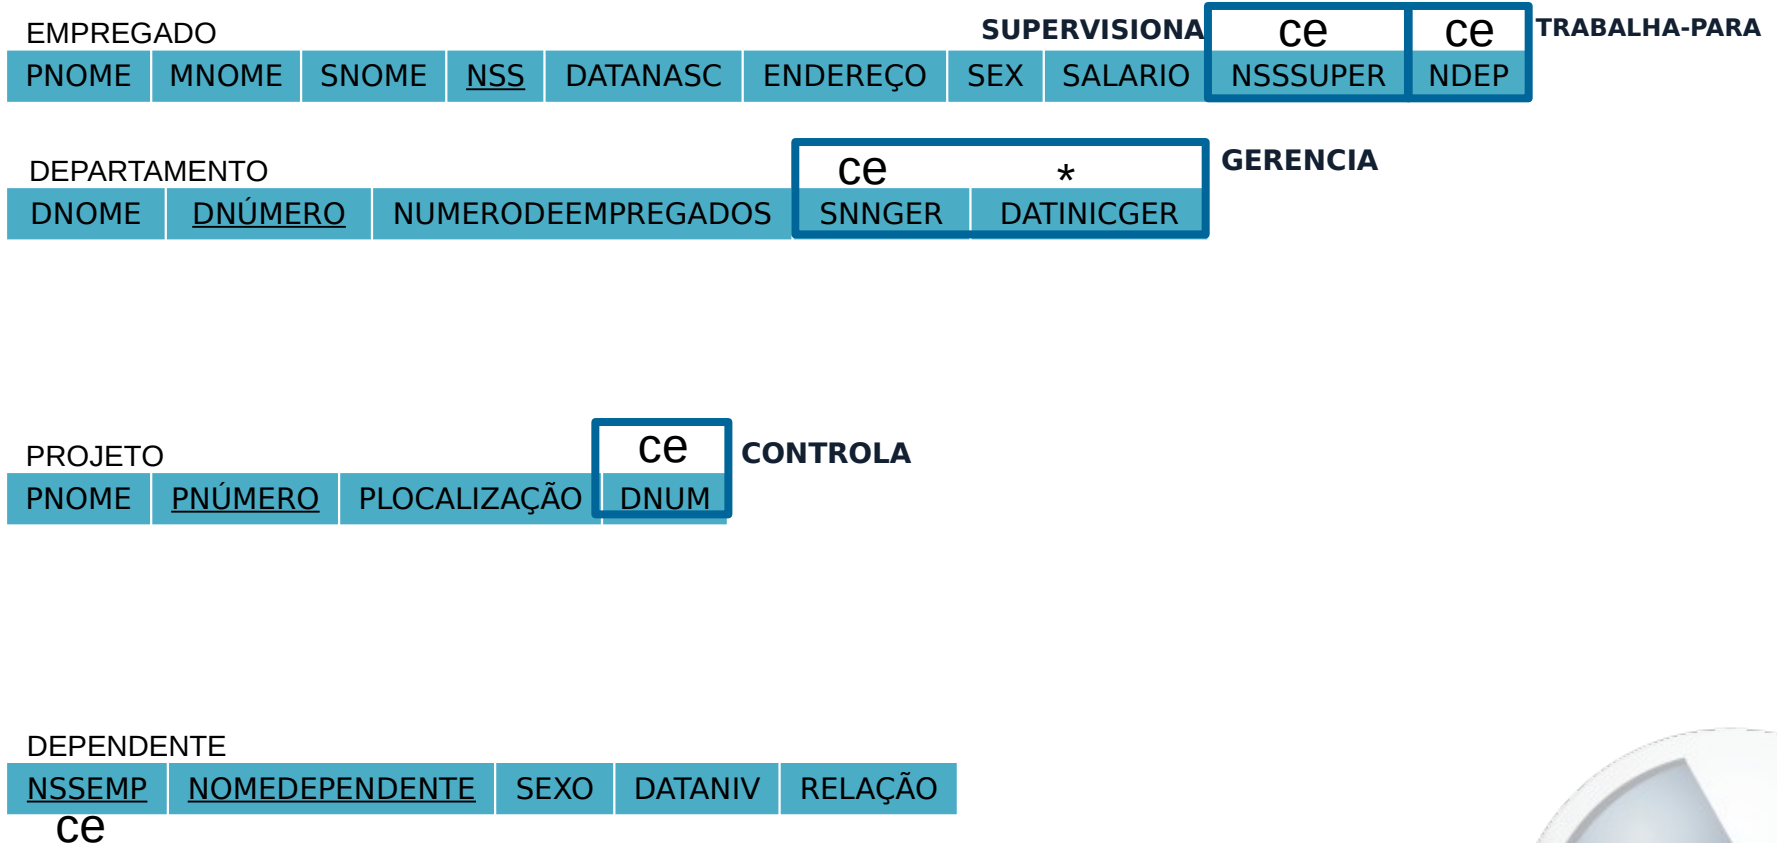 EMPREGADO SUPERVISIONA ce ce TRABALHA-PARA
PNOME MNOME SNOME NSS DATANASC ENDEREÇO SEX SALARIO NSSSUPER NDEP
DEPARTAMENTO ce * GERENCIA
DNOME DNÚMERO NUMERODEEMPREGADOS SNNGER DATINICGER
PROJETO ce CONTROLA
PNOME PNÚMERO PLOCALIZAÇÃO DNUM
DEPENDENTE
NSSEMP NOMEDEPENDENTE SEXO DATANIV RELAÇÃO
ce